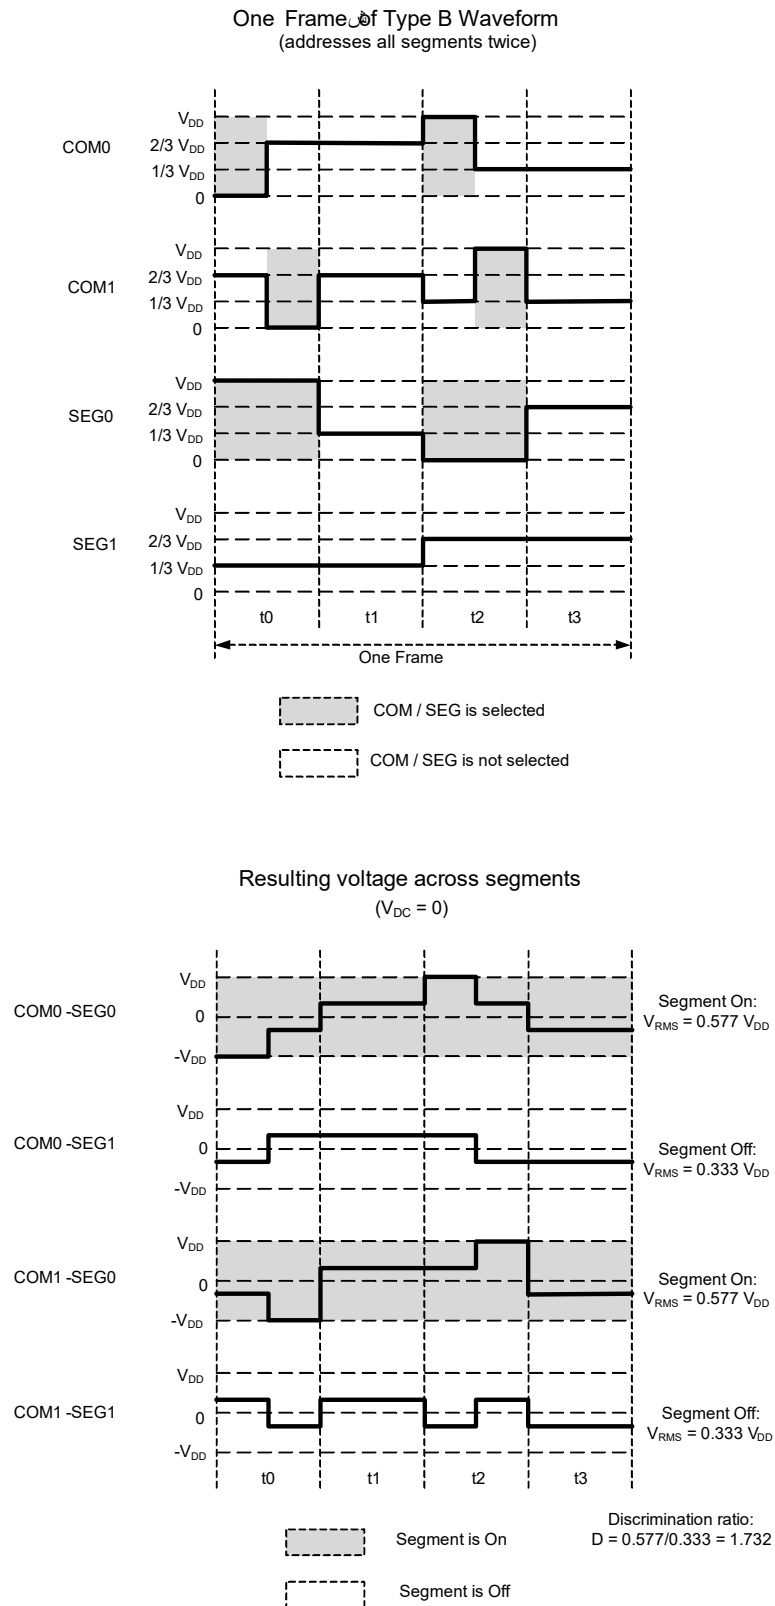 One Frame of Type B Waveform
(addresses all segments twice)
COM0
VDD
2/3 VDD
1/3 VDD
0
COM1
VDD
2/3 VDD
1/3 VDD
0
SEG0
VDD
2/3 VDD
1/3 VDD
0
SEG1
VDD
2/3 VDD
1/3 VDD
0
t0 t1 t2 t3
One Frame
COM / SEG is selected
COM / SEG is not selected
Resulting voltage across segments
(VDC = 0)
COM0 -SEG0
VDD
0
-VDD
Segment On:
VRMS = 0.577 VDD
COM0 -SEG1
VDD
0
-VDD
Segment Off:
VRMS = 0.333 VDD
COM1 -SEG0
VDD
0
-VDD
Segment On:
VRMS = 0.577 VDD
COM1 -SEG1
VDD
0
-VDD
Segment Off:
VRMS = 0.333 VDD
t0 t1 t2 t3
Segment is On
Discrimination ratio:
D = 0.577/0.333 = 1.732
Segment is Off